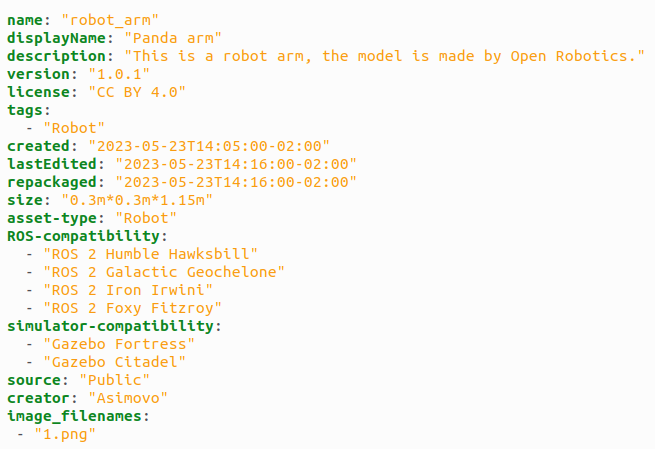 name: "robot_arm"
displayName: "Panda arm"
description: "This is a robot arm, the model is made by Open Robotics."
version: "1.0.1"
license: "CC BY 4.0"
tags:
  - "Robot"
created: "2023-05-23T14:05:00-02:00"
lastEdited: "2023-05-23T14:16:00-02:00"
repackaged: "2023-05-23T14:16:00-02:00"
size: "0.3m*0.3m*1.15m"
asset-type: "Robot"
ROS-compatibility:
  - "ROS 2 Humble Hawksbill"
  - "ROS 2 Galactic Geochelone"
  - "ROS 2 Iron Irwini"
  - "ROS 2 Foxy Fitzroy"
simulator-compatibility:
  - "Gazebo Fortress"
  - "Gazebo Citadel"
source: "Public"
creator: "Asimovo"
image_filenames:
 - "1.png"